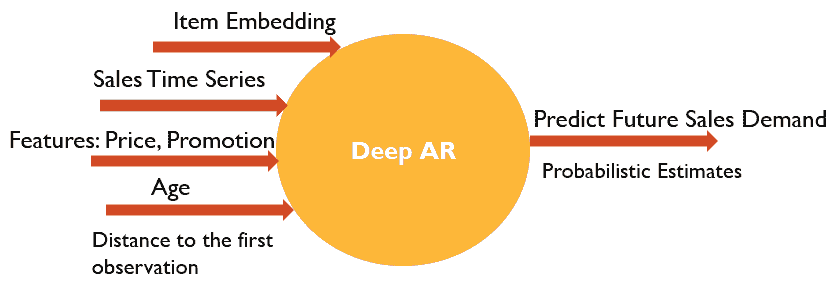 Item Embedding
Sales Time Series
Features: Price, Promotion
Age
Distance to the first
observation
Deep AR
Predict Future Sales Demand
Probabilistic Estimates